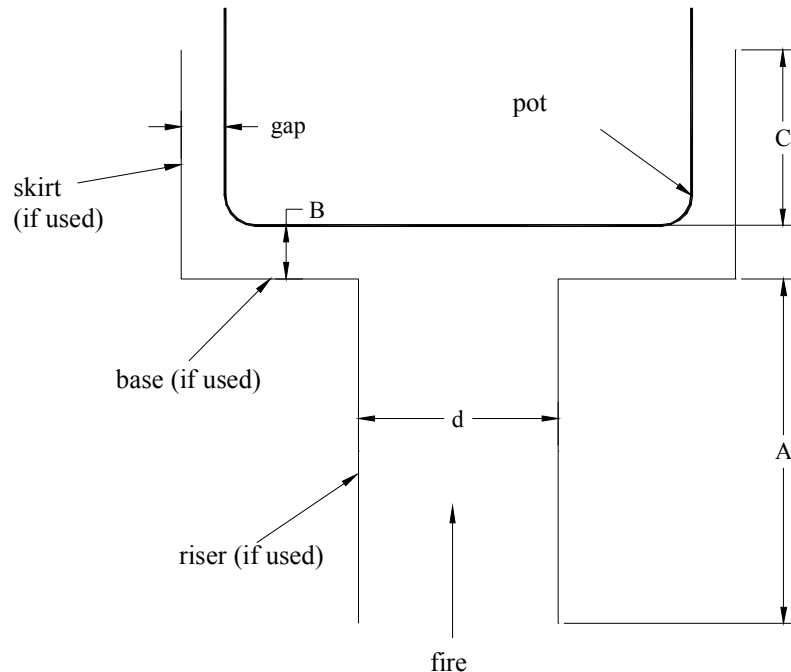 pot
gap
C
skirt
(if used)
B
base (if used)
d
A
riser (if used)
fire